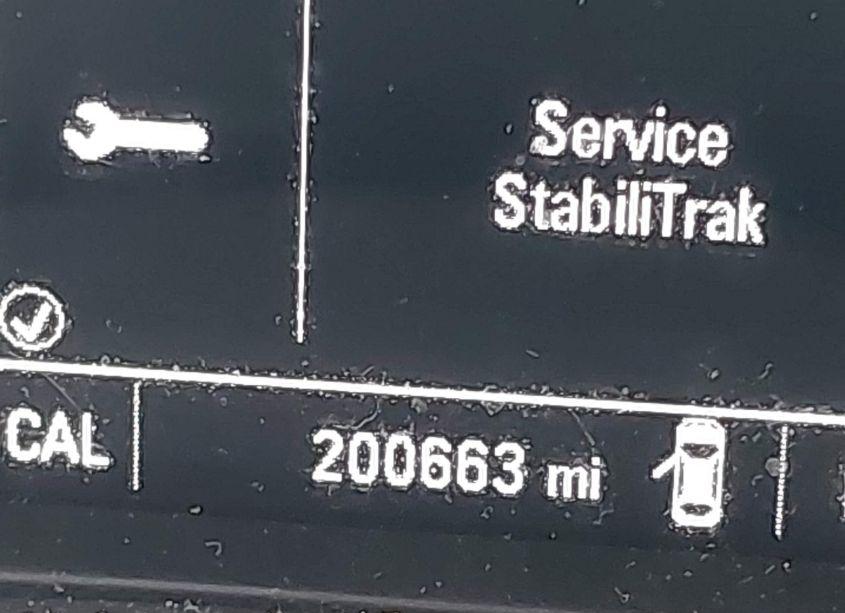 Service
StabiliTrak
CAL
200663 mi